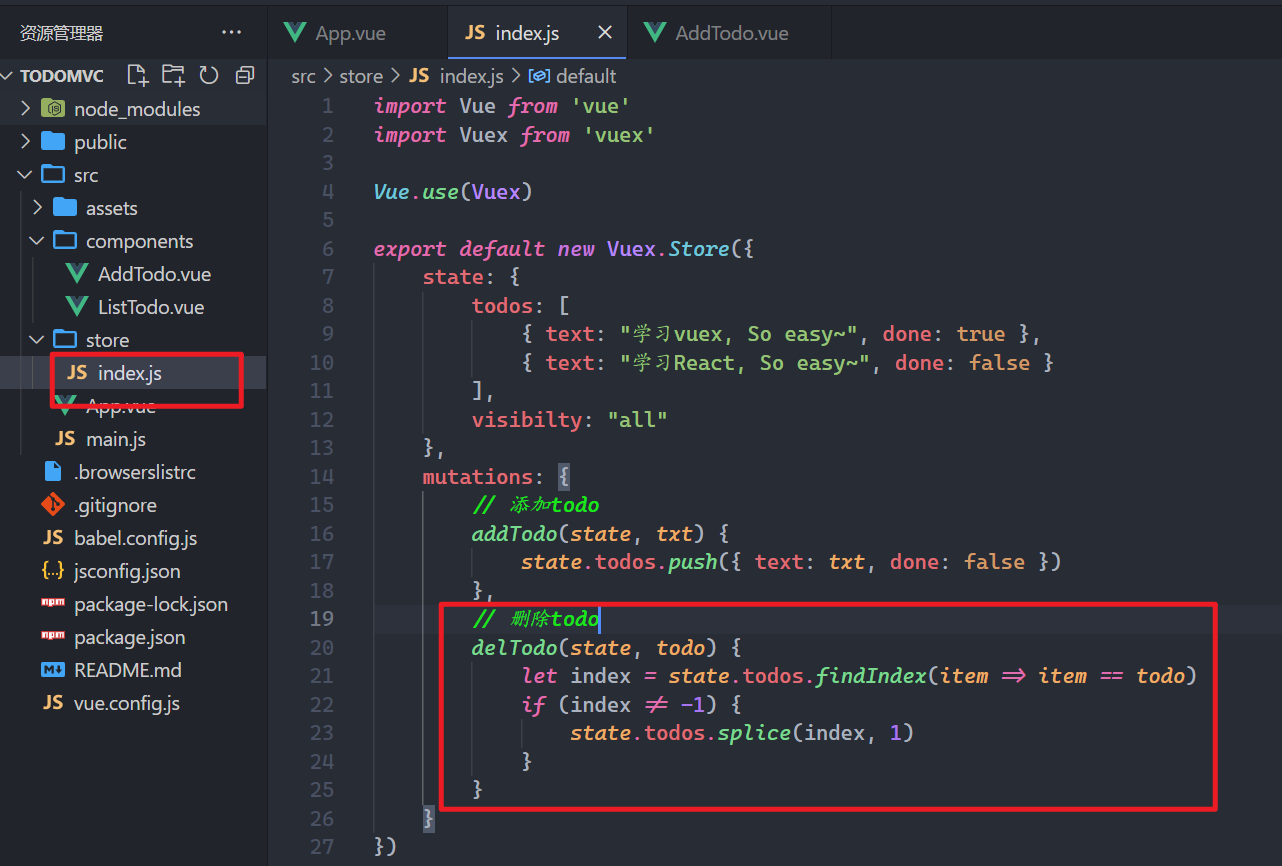 资源管理器 ···
App.vue
JS index.js ×
AddTodo.vue
TODOMVC
src > store > JS index.js > default
node_modules
public
src
assets
components
AddTodo.vue
ListTodo.vue
store
JS index.js
App.vue
JS main.js
.browserslistrc
.gitignore
JS babel.config.js
{..} jsconfig.json
npm package-lock.json
npm package.json
M README.md
JS vue.config.js
1 import Vue from 'vue'
2 import Vuex from 'vuex'
3
4 Vue.use(Vuex)
5
6 export default new Vuex.Store({
7 state: {
8 todos: [
9 { text: "学习vuex, So easy~", done: true },
10 { text: "学习React, So easy~", done: false }
11 ],
12 visibilty: "all"
13 },
14 mutations: {
15 // 添加todo
16 addTodo(state, txt) {
17 state.todos.push({ text: txt, done: false })
18 },
19 // 删除todo
20 delTodo(state, todo) {
21 let index = state.todos.findIndex(item => item == todo)
22 if (index != -1) {
23 state.todos.splice(index, 1)
24 }
25 }
26 }
27 })